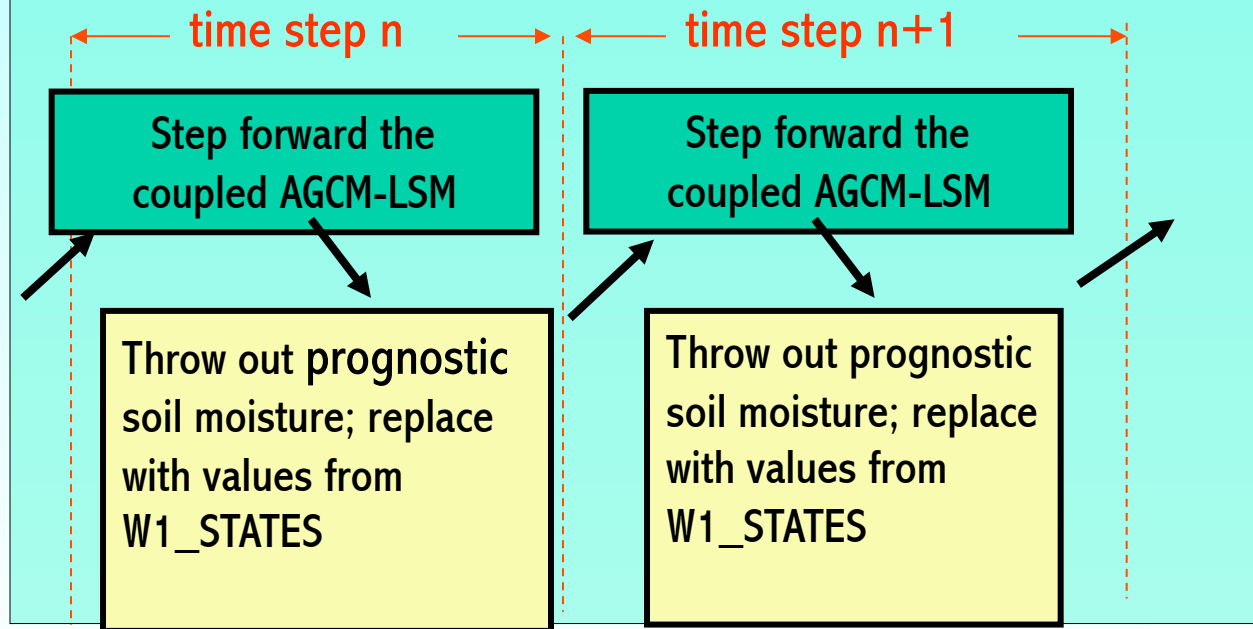 time step n
time step n+1
Step forward the
coupled AGCM-LSM
Step forward the
coupled AGCM-LSM
Throw out prognostic
soil moisture; replace
with values from
W1_STATES
Throw out prognostic
soil moisture; replace
with values from
W1_STATES